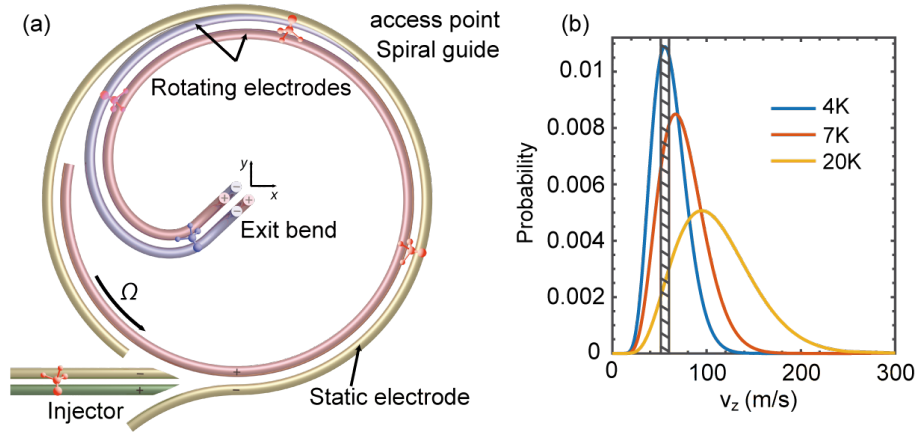 (a)
access point
Spiral guide
Rotating electrodes
y
x
−
+
+
−
Exit bend
Ω
+
−
−
+
Injector
Static electrode
(b)
0.01
0.008
0.006
0.004
0.002
0
Probability
4K
7K
20K
0
100
200
300
v_z (m/s)